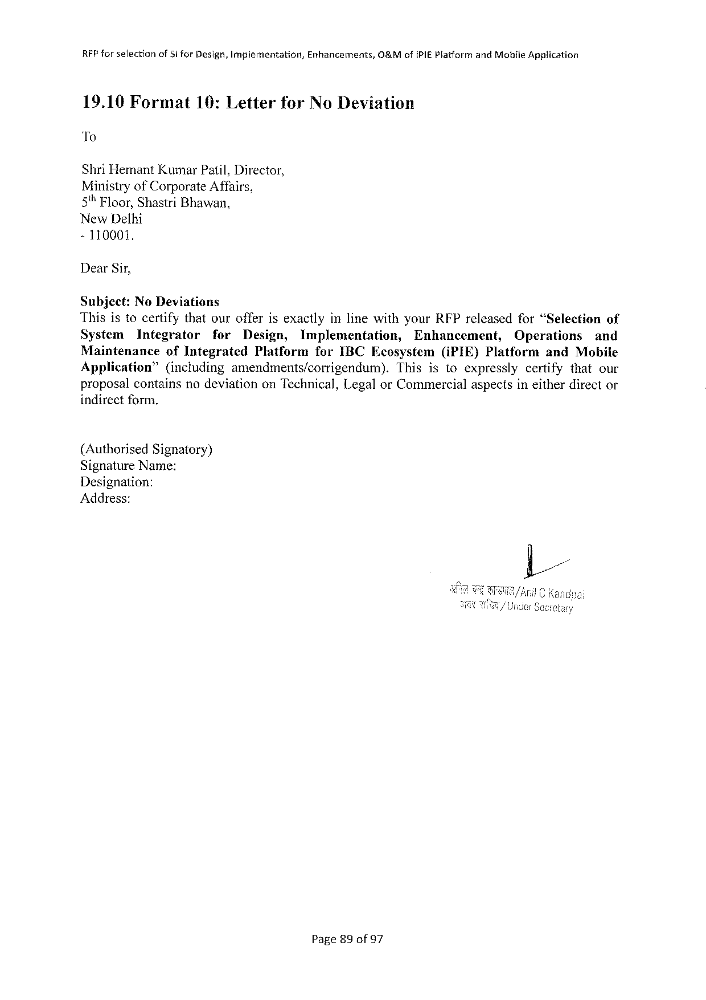 RFP for selection of SI for Design, Implementation, Enhancements, O&M of iPIE Platform and Mobile Application
19.10 Format 10: Letter for No Deviation
To
Shri Hemant Kumar Patil, Director,
Ministry of Corporate Affairs,
5th Floor, Shastri Bhawan,
New Delhi
- 110001.
Dear Sir,
Subject: No Deviations
This is to certify that our offer is exactly in line with your RFP released for “Selection of
System Integrator for Design, Implementation, Enhancement, Operations and
Maintenance of Integrated Platform for IBC Ecosystem (iPIE) Platform and Mobile
Application” (including amendments/corrigendum). This is to expressly certify that our
proposal contains no deviation on Technical, Legal or Commercial aspects in either direct or
indirect form.
(Authorised Signatory)
Signature Name:
Designation:
Address:
अनिल चन्द्र काण्डपाल/Anil C Kandpal
अवर सचिव/Under Secretary
Page 89 of 97